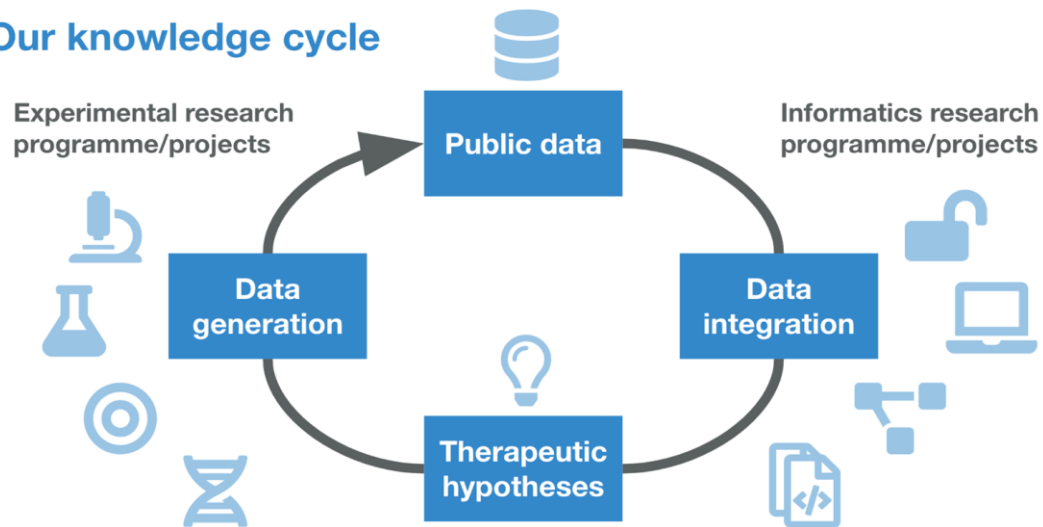 Our knowledge cycle
Experimental research
programme/projects
Public data
Informatics research
programme/projects
Data
generation
Data
integration
Therapeutic
hypotheses
</>